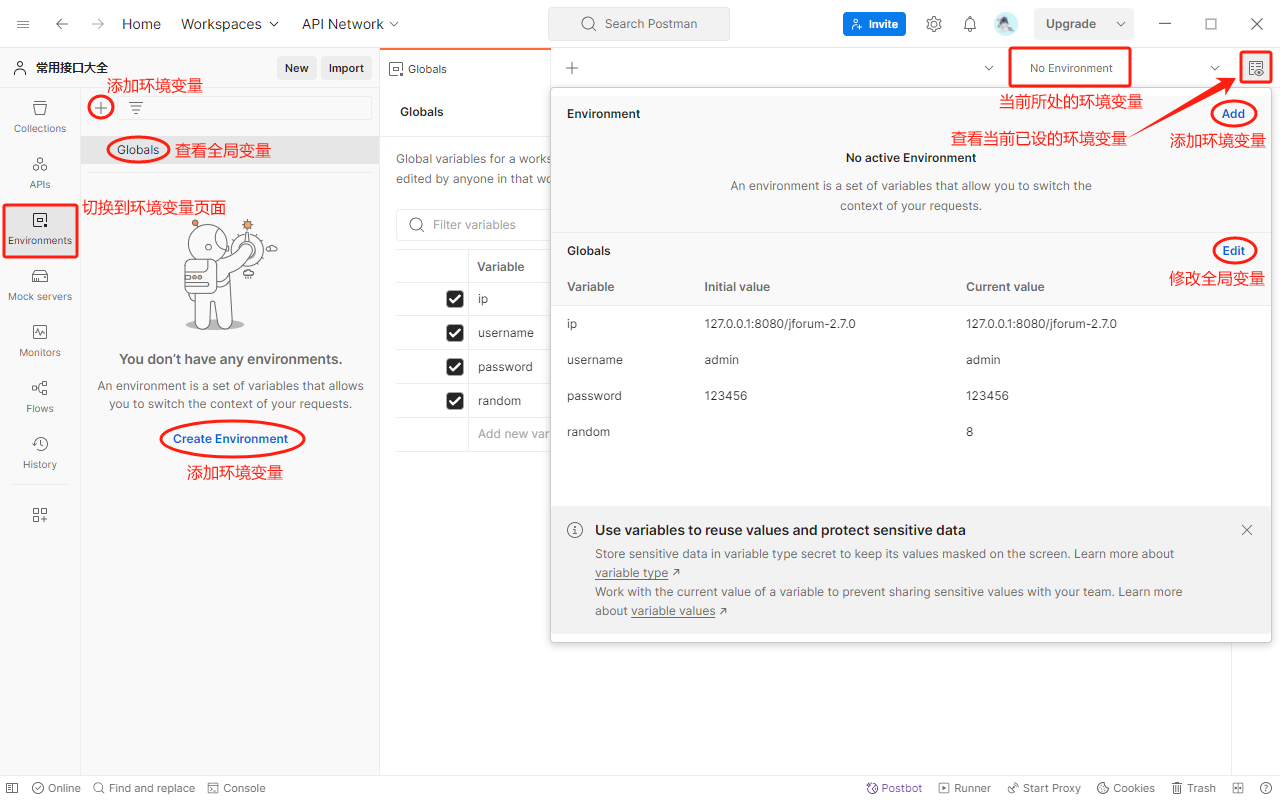 Home Workspaces API Network Search Postman Invite Upgrade
常用接口大全 New Import Globals No Environment
添加环境变量
当前所处的环境变量
Collections
Globals 查看全局变量
APIs
切换到环境变量页面
Environments
Mock servers
Monitors
Flows
History
You don't have any environments.
An environment is a set of variables that allows
you to switch the context of your requests.
Create Environment
添加环境变量
Globals
Global variables for a works
edited by anyone in that wo
Filter variables
Variable
ip
username
password
random
Add new var
Environment Add
查看当前已设的环境变量 添加环境变量
No active Environment
An environment is a set of variables that allow you to switch the
context of your requests.
Globals Edit
修改全局变量
Variable Initial value Current value
ip 127.0.0.1:8080/jforum-2.7.0 127.0.0.1:8080/jforum-2.7.0
username admin admin
password 123456 123456
random 8
Use variables to reuse values and protect sensitive data
Store sensitive data in variable type secret to keep its values masked on the screen. Learn more about
variable type
Work with the current value of a variable to prevent sharing sensitive values with your team. Learn more
about variable values
Online Find and replace Console Postbot Runner Start Proxy Cookies Trash